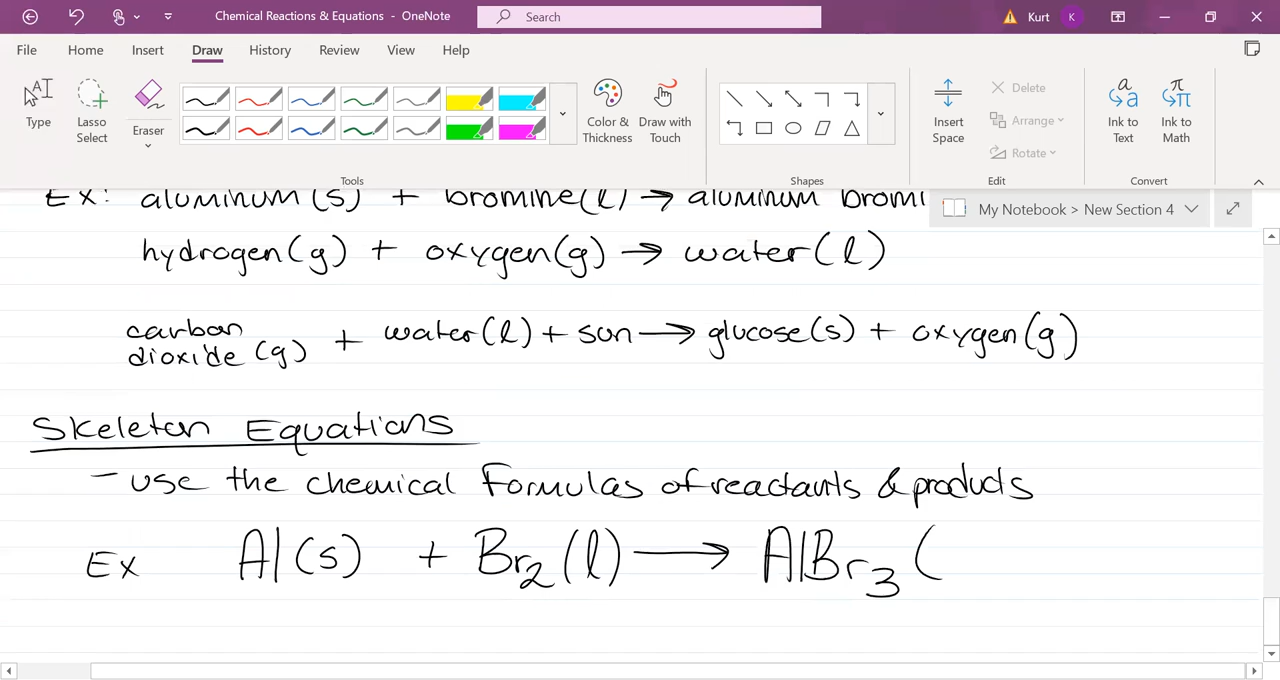 Chemical Reactions & Equations - OneNote Search Kurt K
File Home Insert Draw History Review View Help
Type Lasso Select Eraser Color & Thickness Draw with Touch Insert Space Delete Arrange Rotate Ink to Text Ink to Math
Tools Shapes Edit Convert
My Notebook > New Section 4
Ex: aluminum(s) + bromine(l) → aluminum bromi
hydrogen(g) + oxygen(g) → water(l)
carbon dioxide(g) + water(l) + sun → glucose(s) + oxygen(g)
Skeleton Equations
- use the chemical formulas of reactants & products
Ex Al(s) + Br₂(l) → AlBr₃(